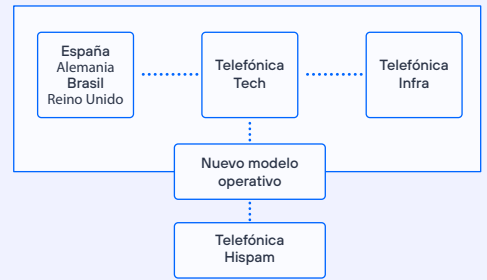 España
Alemania
Brasil
Reino Unido
Telefónica
Tech
Telefónica
Infra
Nuevo modelo
operativo
Telefónica
Hispam